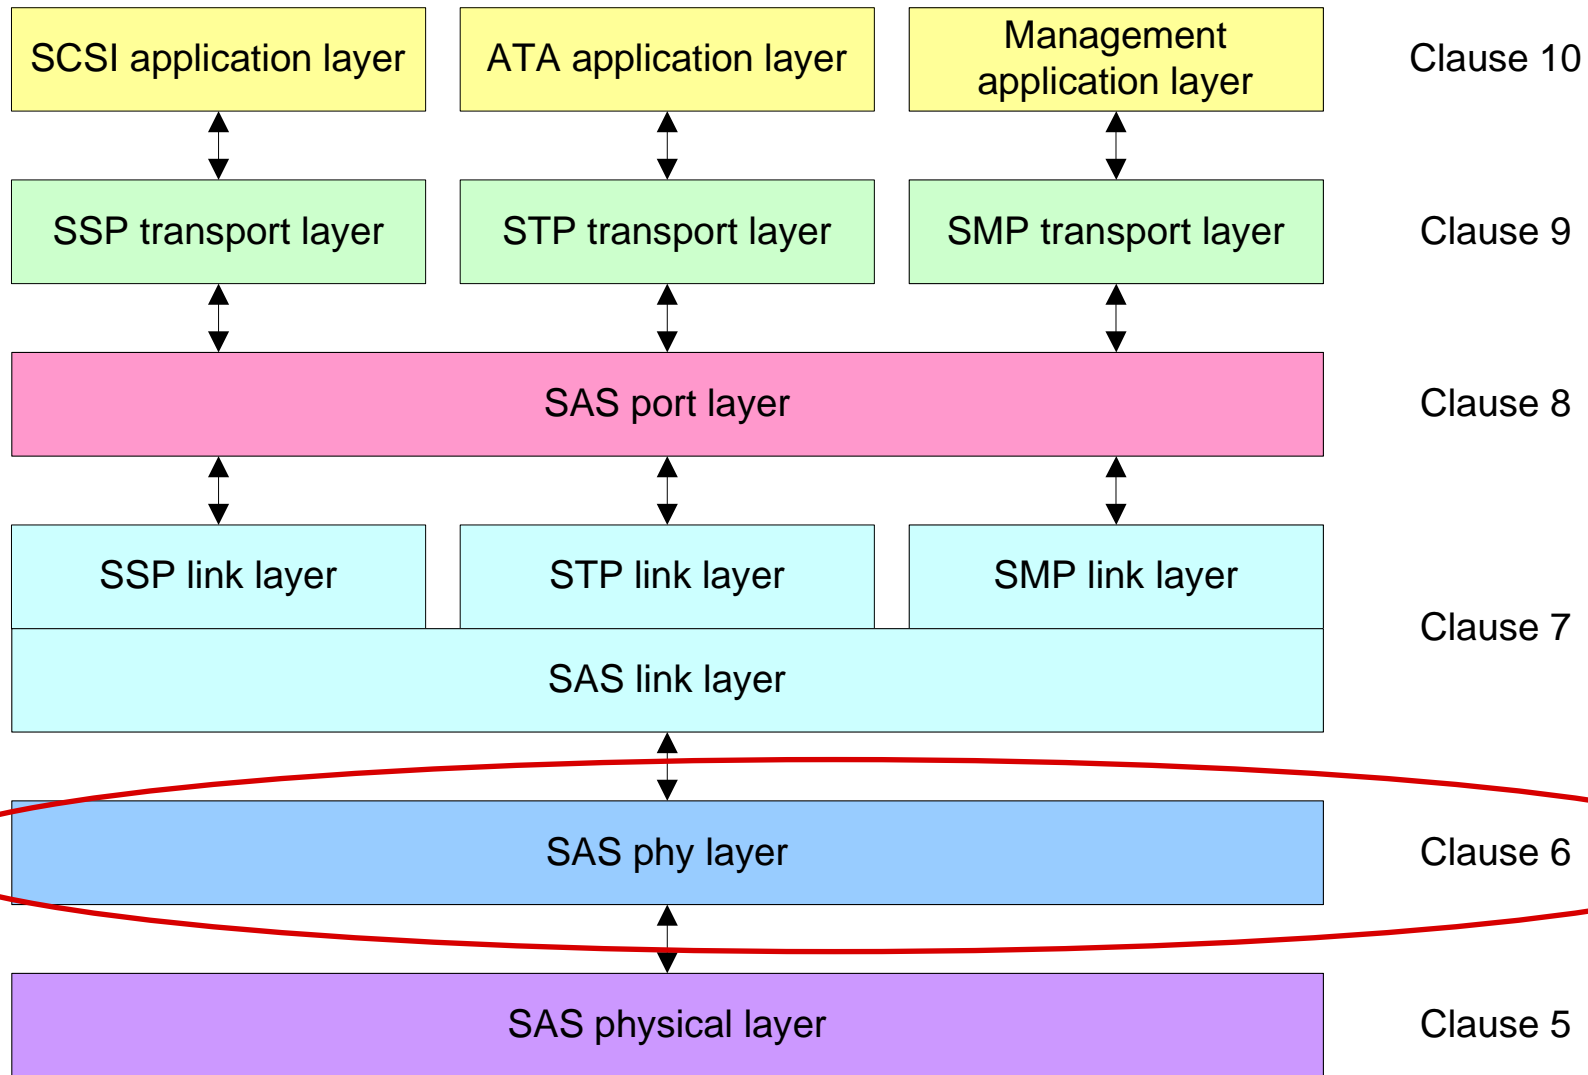 SCSI application layer
ATA application layer
Management
application layer
Clause 10
SSP transport layer
STP transport layer
SMP transport layer
Clause 9
SAS port layer
Clause 8
SSP link layer
STP link layer
SMP link layer
Clause 7
SAS link layer
SAS phy layer
Clause 6
SAS physical layer
Clause 5